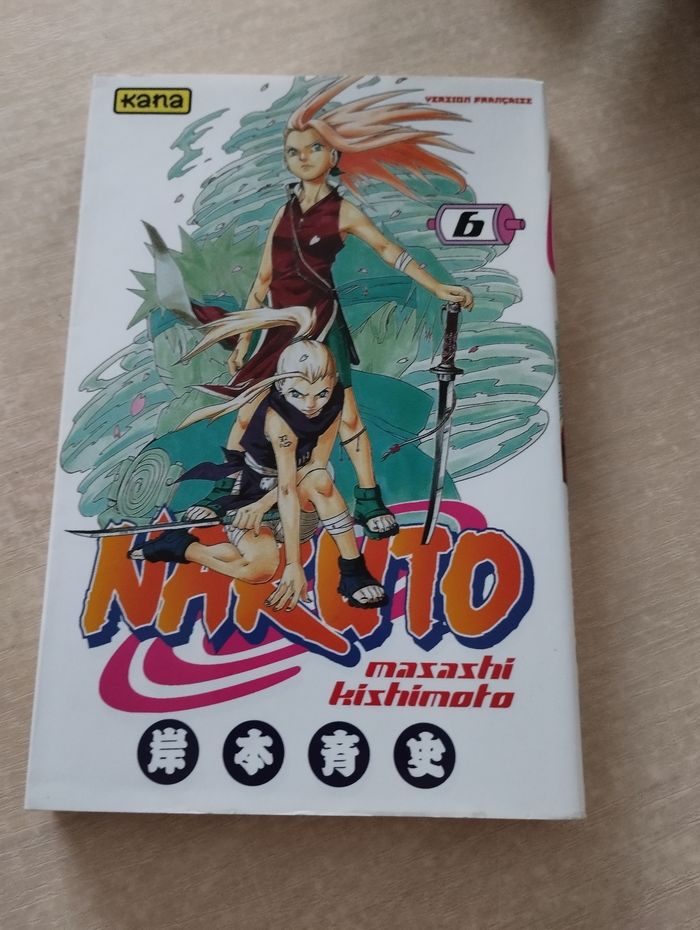 Kana
VERSION FRANÇAISE
6
NARUTO
masashi
kishimoto
岸本斉史